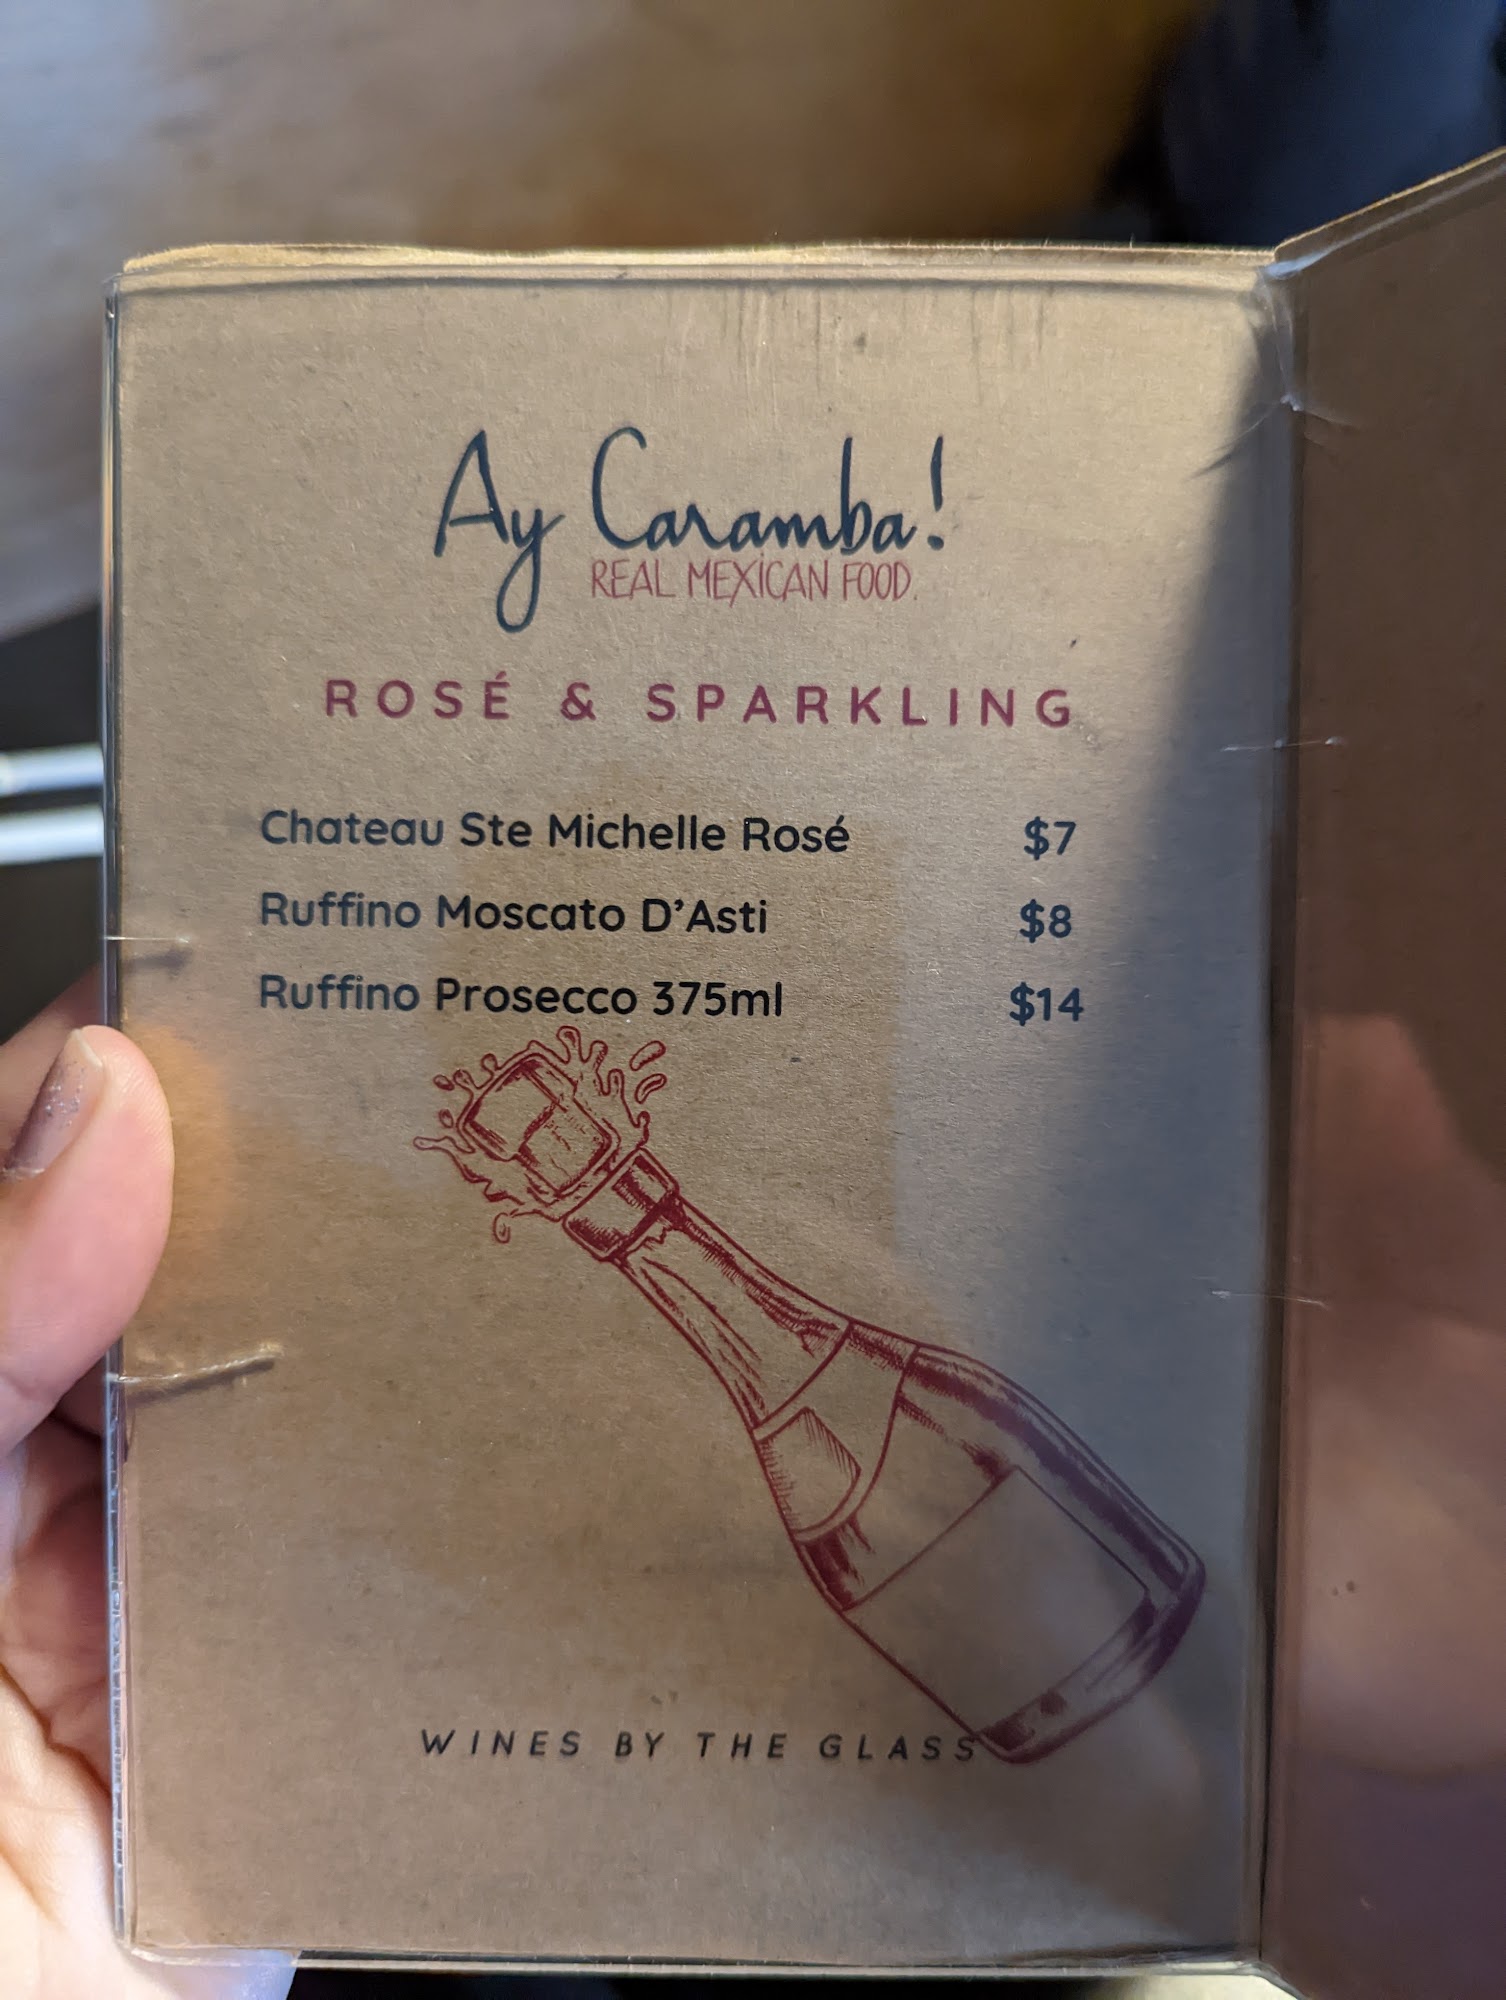 Ay Caramba!
REAL MEXICAN FOOD.
ROSÉ & SPARKLING
Chateau Ste Michelle Rosé $7
Ruffino Moscato D'Asti $8
Ruffino Prosecco 375ml $14
WINES BY THE GLASS